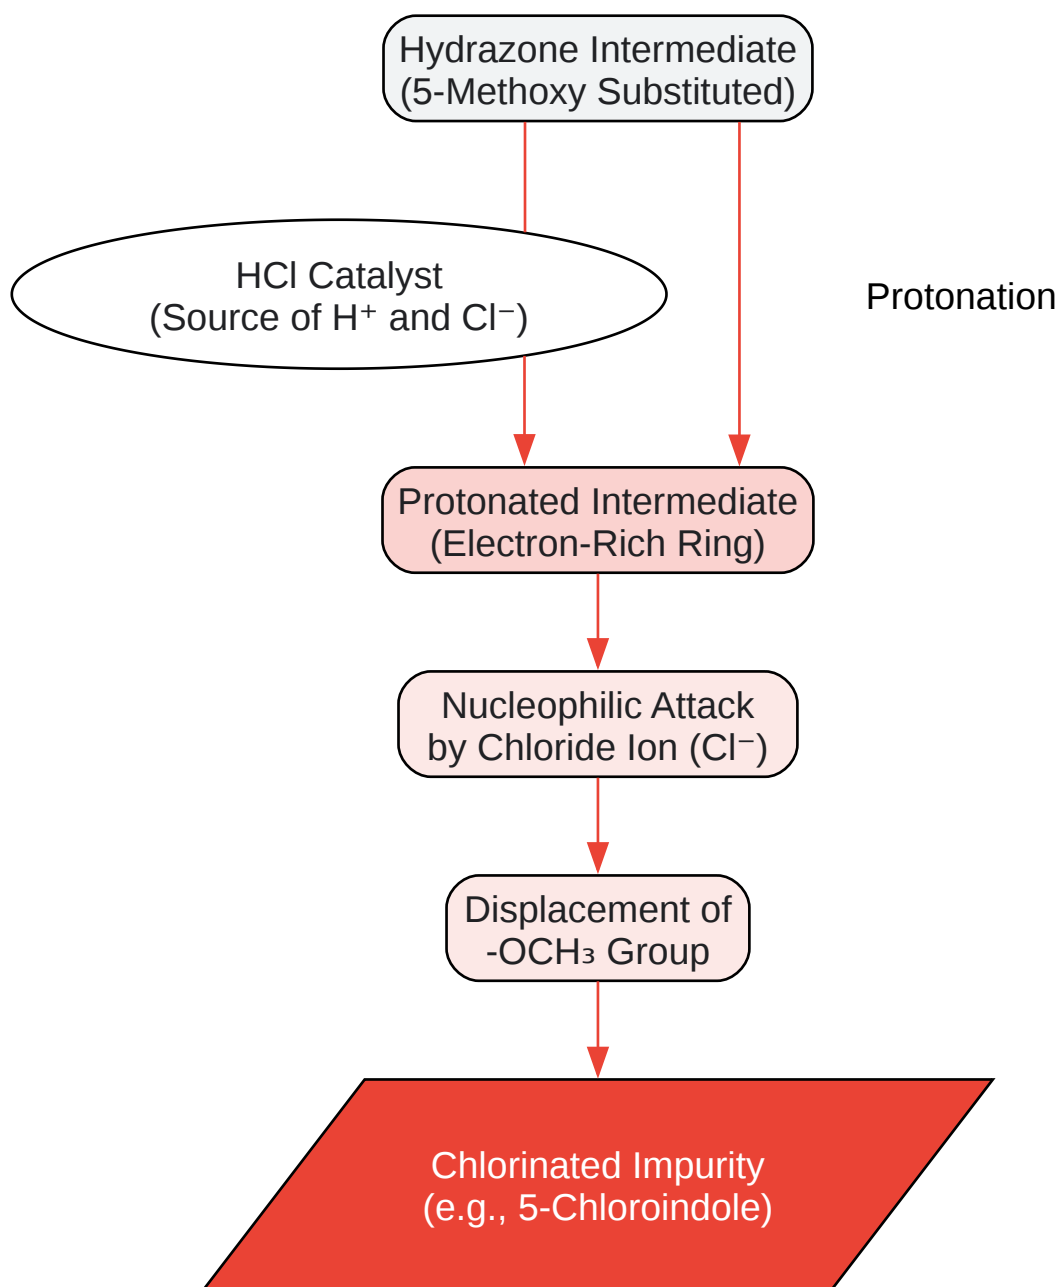 Hydrazone Intermediate
(5-Methoxy Substituted)
HCl Catalyst
(Source of H⁺ and Cl⁻)
Protonation
Protonated Intermediate
(Electron-Rich Ring)
Nucleophilic Attack
by Chloride Ion (Cl⁻)
Displacement of
-OCH₃ Group
Chlorinated Impurity
(e.g., 5-Chloroindole)